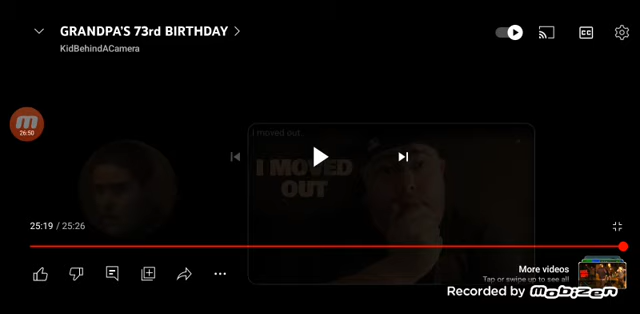 GRANDPA'S 73rd BIRTHDAY
KidBehindACamera
CC
m
26:50
I moved out.
I MOVED
OUT
25:19 / 25:26
More videos
Tap or swipe up to see all
Recorded by MOBIZEN